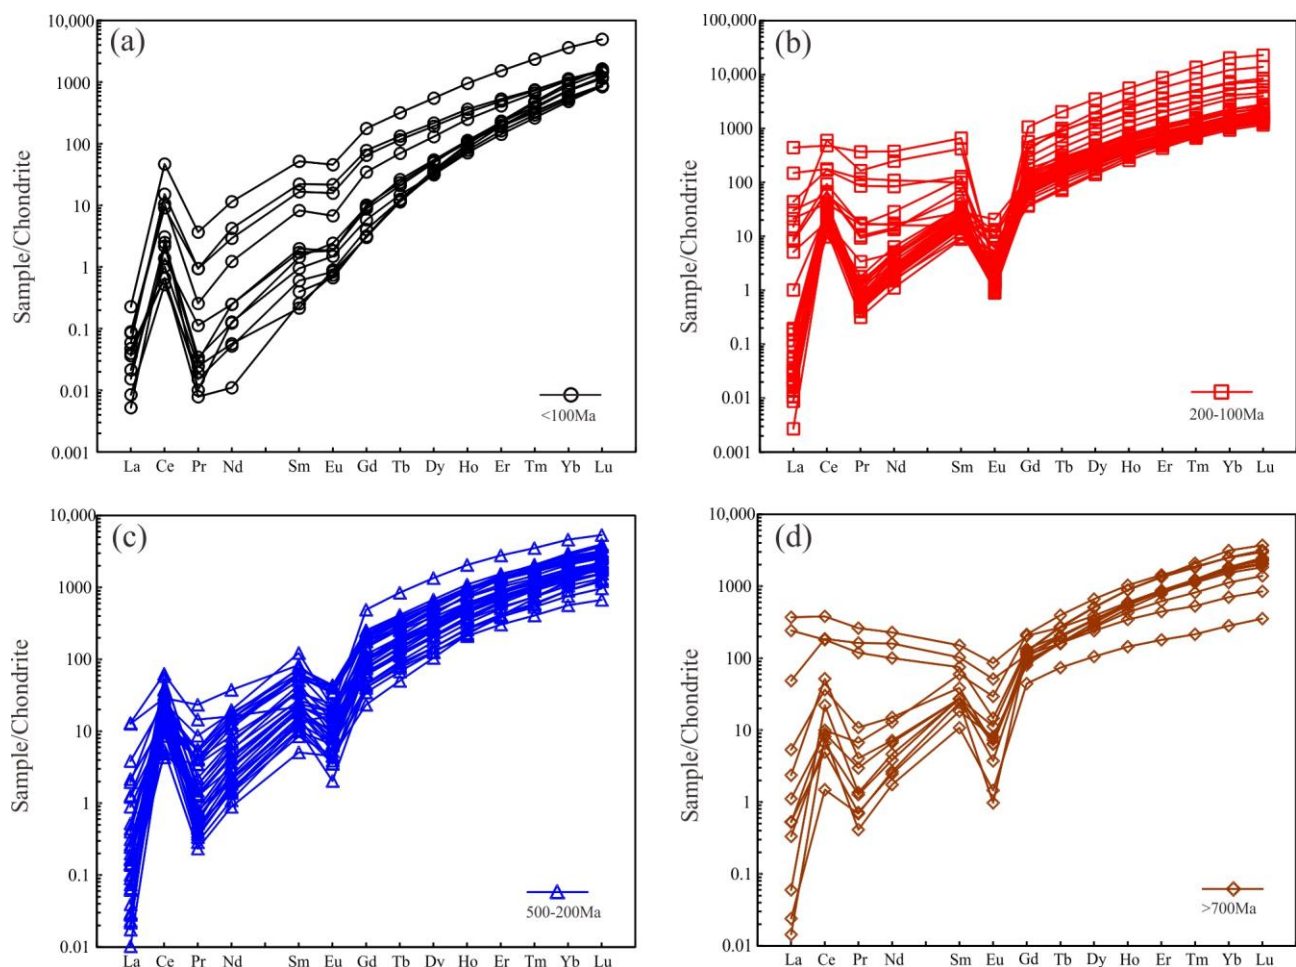 (a)
10,000
1000
100
10
1
0.1
0.01
0.001
Sample/Chondrite
<100Ma
La Ce Pr Nd Sm Eu Gd Tb Dy Ho Er Tm Yb Lu
(b)
100,000
10,000
1000
100
10
1
0.1
0.01
0.001
Sample/Chondrite
200-100Ma
La Ce Pr Nd Sm Eu Gd Tb Dy Ho Er Tm Yb Lu
(c)
10,000
1000
100
10
1
0.1
0.01
Sample/Chondrite
500-200Ma
La Ce Pr Nd Sm Eu Gd Tb Dy Ho Er Tm Yb Lu
(d)
10,000
1000
100
10
1
0.1
0.01
Sample/Chondrite
>700Ma
La Ce Pr Nd Sm Eu Gd Tb Dy Ho Er Tm Yb Lu